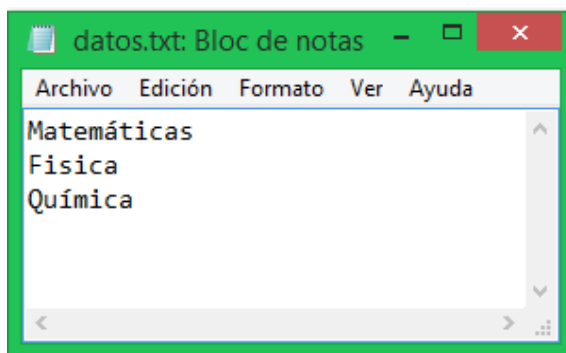 datos.txt: Bloc de notas
Archivo Edición Formato Ver Ayuda
Matemáticas
Fisica
Química